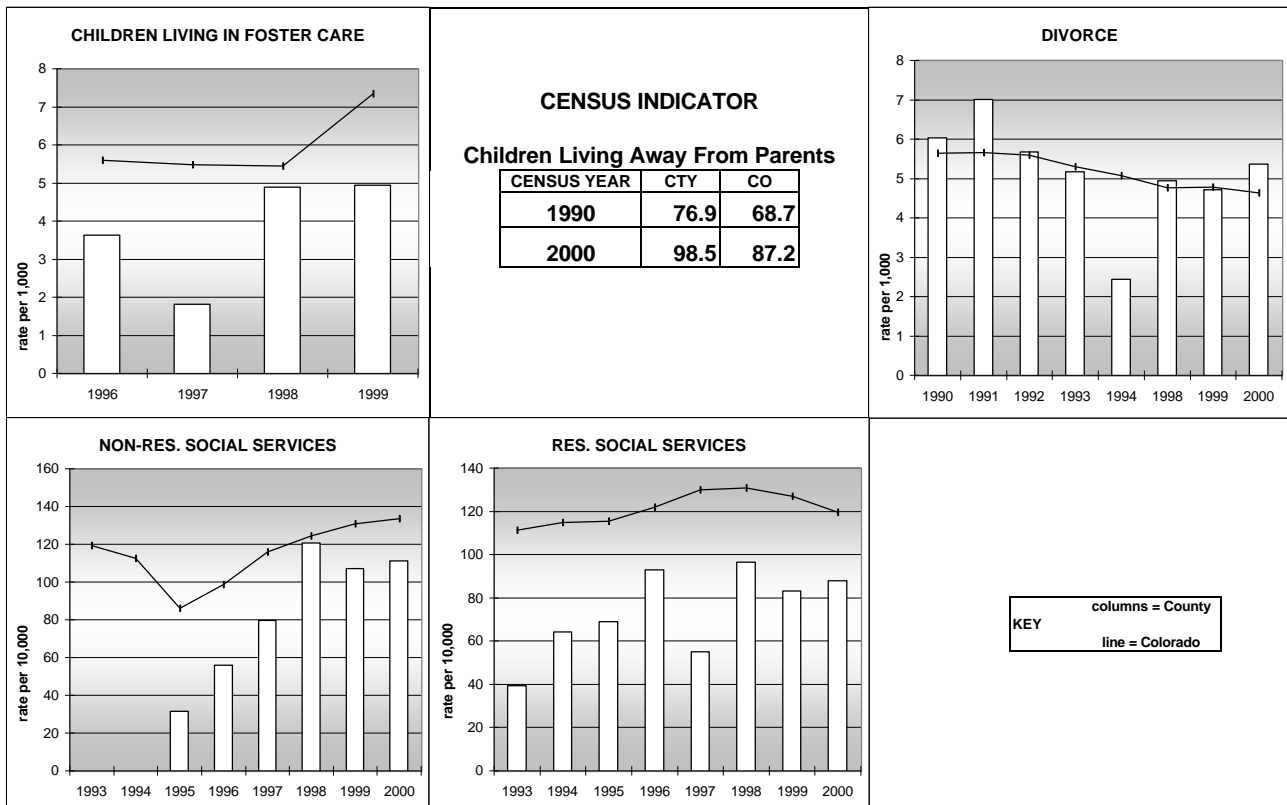 CHILDREN LIVING IN FOSTER CARE
8
7
6
5
4
3
2
1
0
rate per 1,000
1996 1997 1998 1999
CENSUS INDICATOR
Children Living Away From Parents
CENSUS YEAR CTY CO
1990 76.9 68.7
2000 98.5 87.2
DIVORCE
8
7
6
5
4
3
2
1
0
rate per 1,000
1990 1991 1992 1993 1994 1998 1999 2000
NON-RES. SOCIAL SERVICES
160
140
120
100
80
60
40
20
0
rate per 10,000
1993 1994 1995 1996 1997 1998 1999 2000
RES. SOCIAL SERVICES
140
120
100
80
60
40
20
0
rate per 10,000
1993 1994 1995 1996 1997 1998 1999 2000
columns = County
KEY
line = Colorado